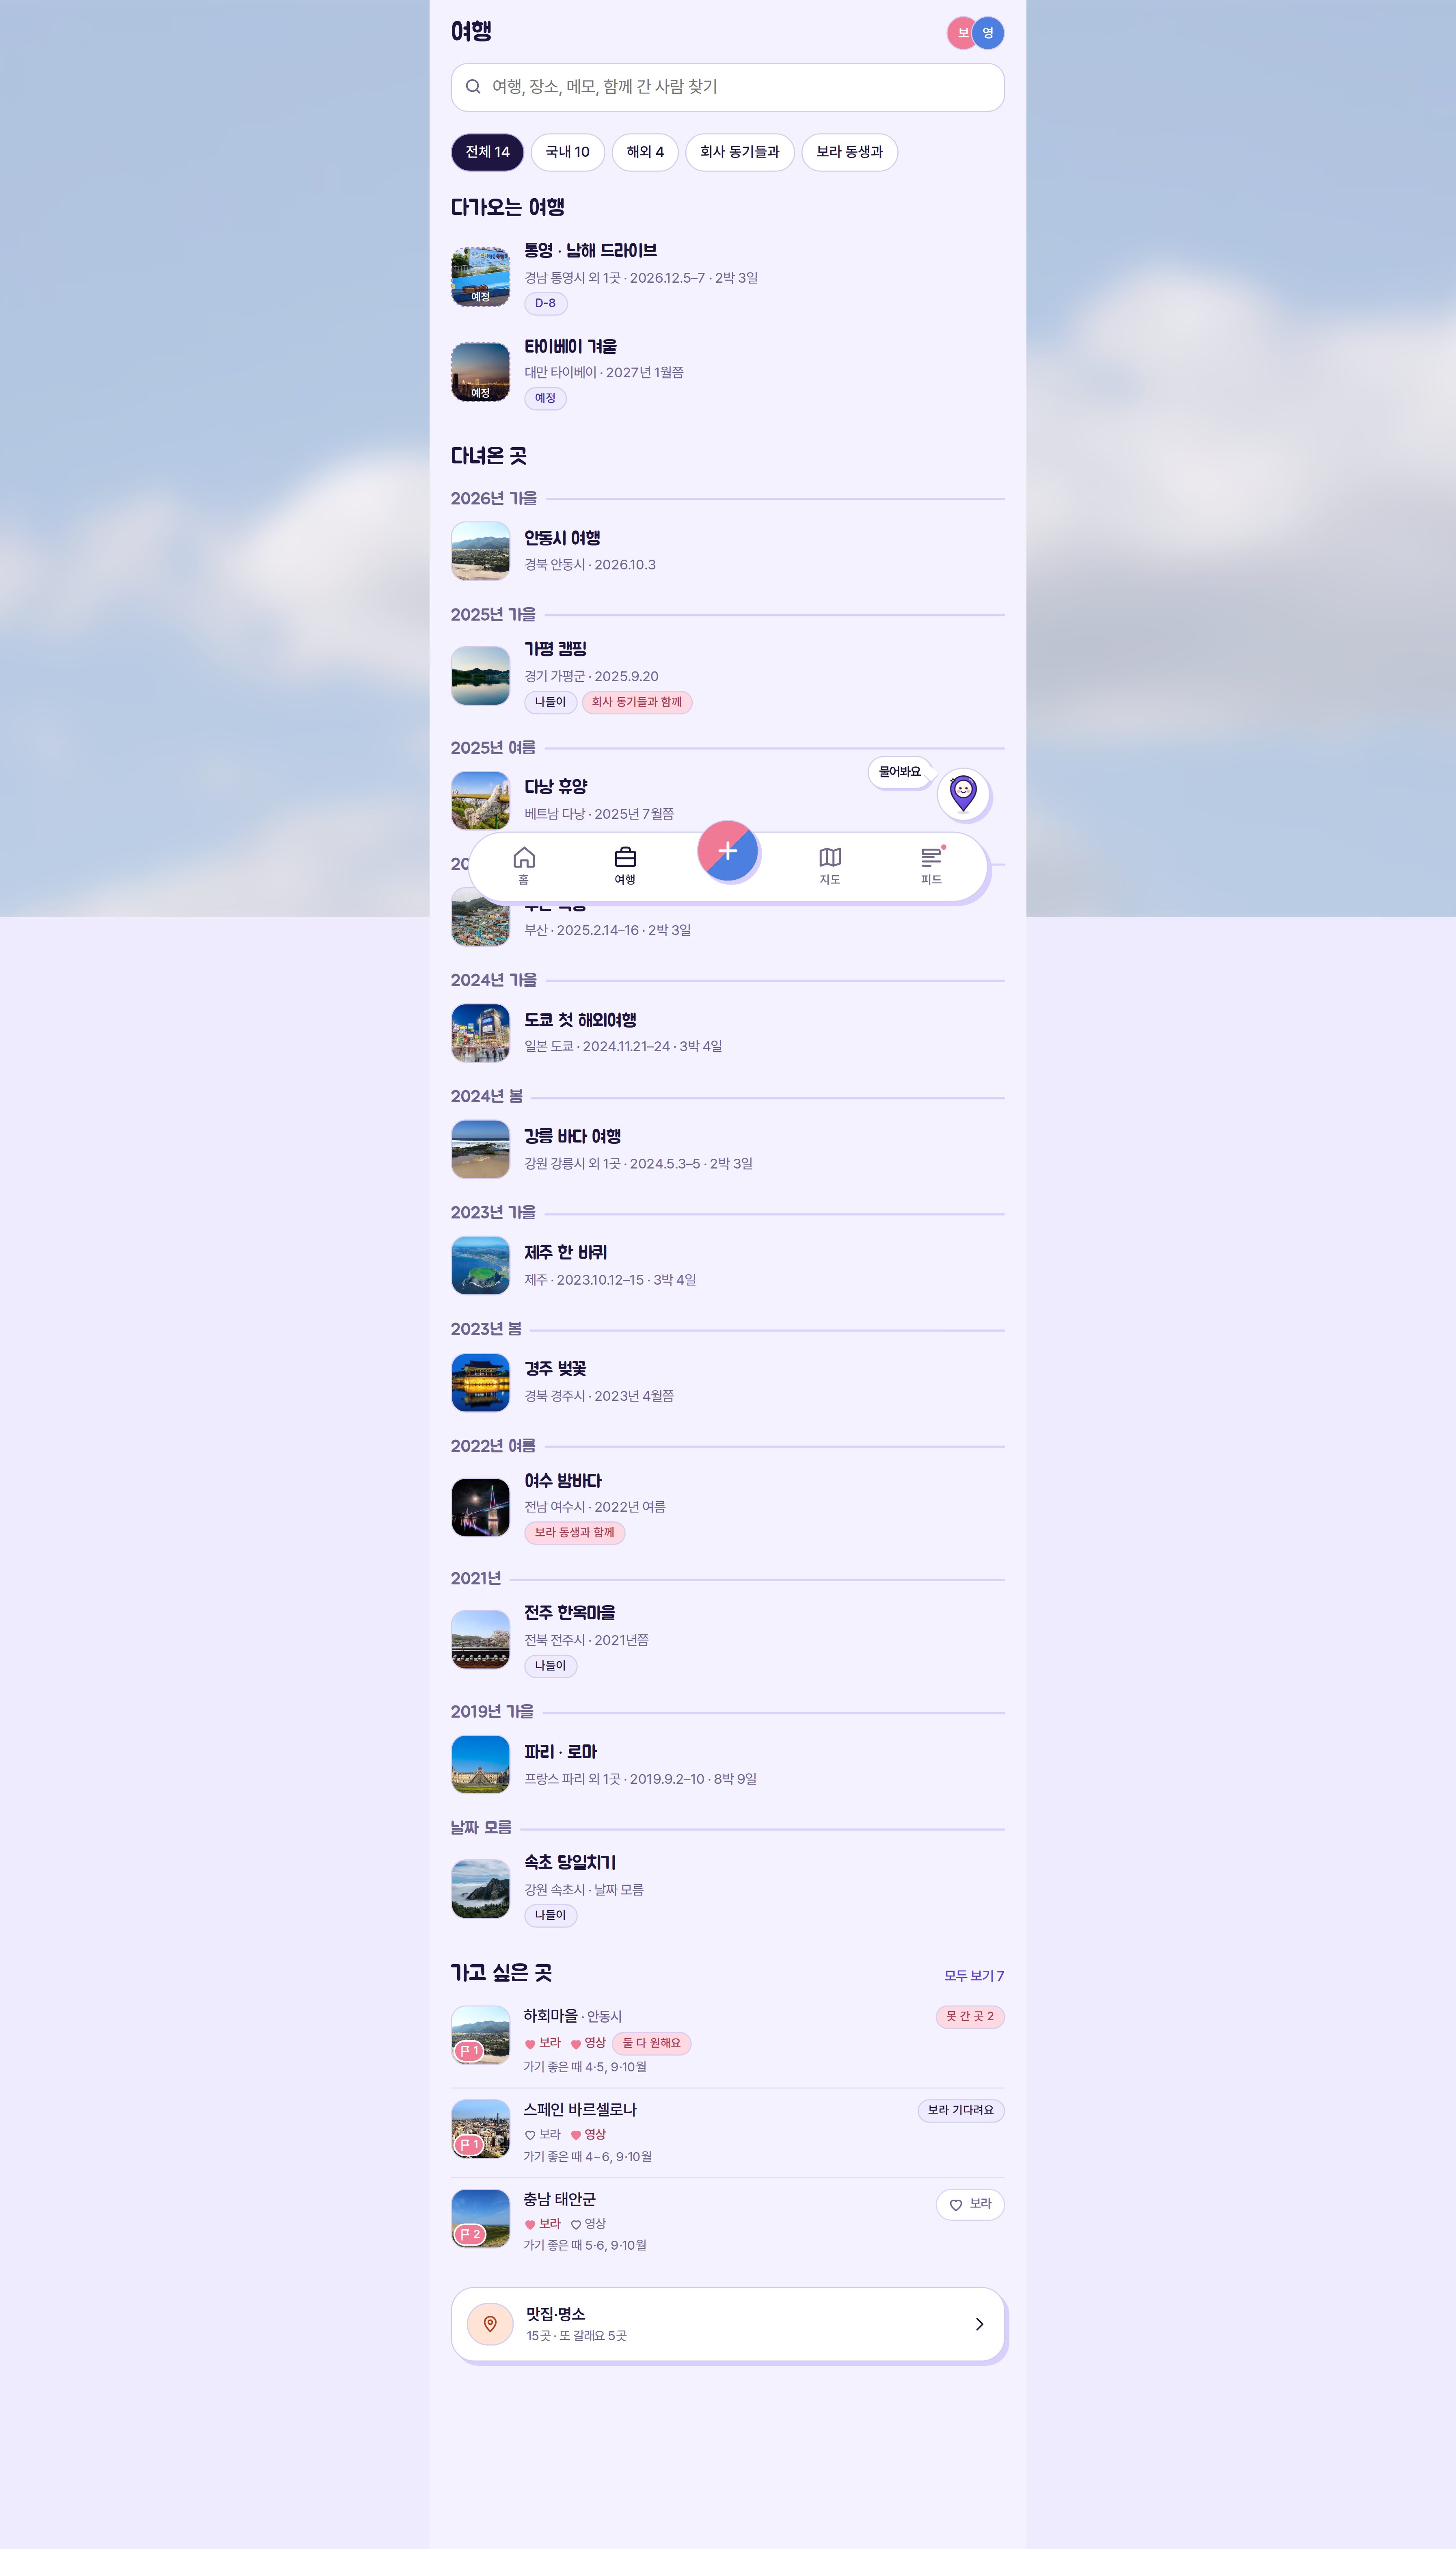 여행
보 영
여행, 장소, 메모, 함께 간 사람 찾기
전체 14 국내 10 해외 4 회사 동기들과 보라 동생과
다가오는 여행
통영 · 남해 드라이브
경남 통영시 외 1곳 · 2026.12.5–7 · 2박 3일
예정
D-8
타이베이 겨울
대만 타이베이 · 2027년 1월쯤
예정
예정
다녀온 곳
2026년 가을
안동시 여행
경북 안동시 · 2026.10.3
2025년 가을
가평 캠핑
경기 가평군 · 2025.9.20
나들이 회사 동기들과 함께
2025년 여름
물어봐요
다낭 휴양
베트남 다낭 · 2025년 7월쯤
홈 여행 지도 피드
부산 · 2025.2.14–16 · 2박 3일
2024년 가을
도쿄 첫 해외여행
일본 도쿄 · 2024.11.21–24 · 3박 4일
2024년 봄
강릉 바다 여행
강원 강릉시 외 1곳 · 2024.5.3–5 · 2박 3일
2023년 가을
제주 한 바퀴
제주 · 2023.10.12–15 · 3박 4일
2023년 봄
경주 벚꽃
경북 경주시 · 2023년 4월쯤
2022년 여름
여수 밤바다
전남 여수시 · 2022년 여름
보라 동생과 함께
2021년
전주 한옥마을
전북 전주시 · 2021년쯤
나들이
2019년 가을
파리 · 로마
프랑스 파리 외 1곳 · 2019.9.2–10 · 8박 9일
날짜 모름
속초 당일치기
강원 속초시 · 날짜 모름
나들이
가고 싶은 곳 모두 보기 7
하회마을 · 안동시 못 간 곳 2
1 보라 영상 둘 다 원해요
가기 좋은 때 4·5, 9·10월
스페인 바르셀로나 보라 기다려요
1 보라 영상
가기 좋은 때 4~6, 9·10월
충남 태안군 보라
2 보라 영상
가기 좋은 때 5·6, 9·10월
맛집·명소
15곳 · 또 갈래요 5곳